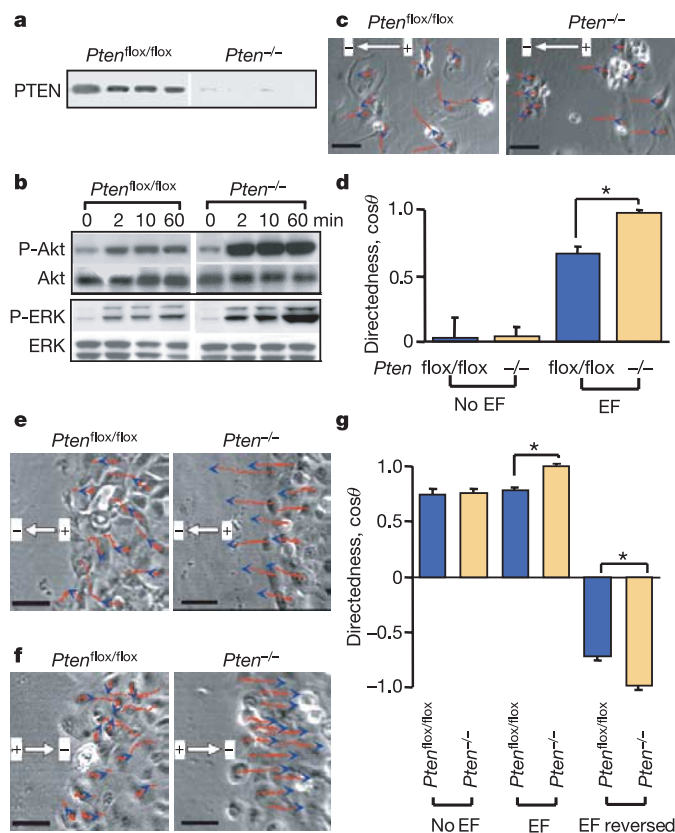 a
Pten flox/flox Pten −/−
PTEN
b
Pten flox/flox Pten −/−
0 2 10 60 0 2 10 60 min
P-Akt
Akt
P-ERK
ERK
c
Pten flox/flox Pten −/−
− + − +
d
Directedness, cosθ
1.0
0.5
0
*
Pten flox/flox −/− flox/flox −/−
No EF EF
e
Pten flox/flox Pten −/−
− + − +
f
Pten flox/flox Pten −/−
+ − + −
g
Directedness, cosθ
1.0
0.5
0
−0.5
−1.0
* *
Pten flox/flox Pten −/− Pten flox/flox Pten −/− Pten flox/flox Pten −/−
No EF EF EF reversed